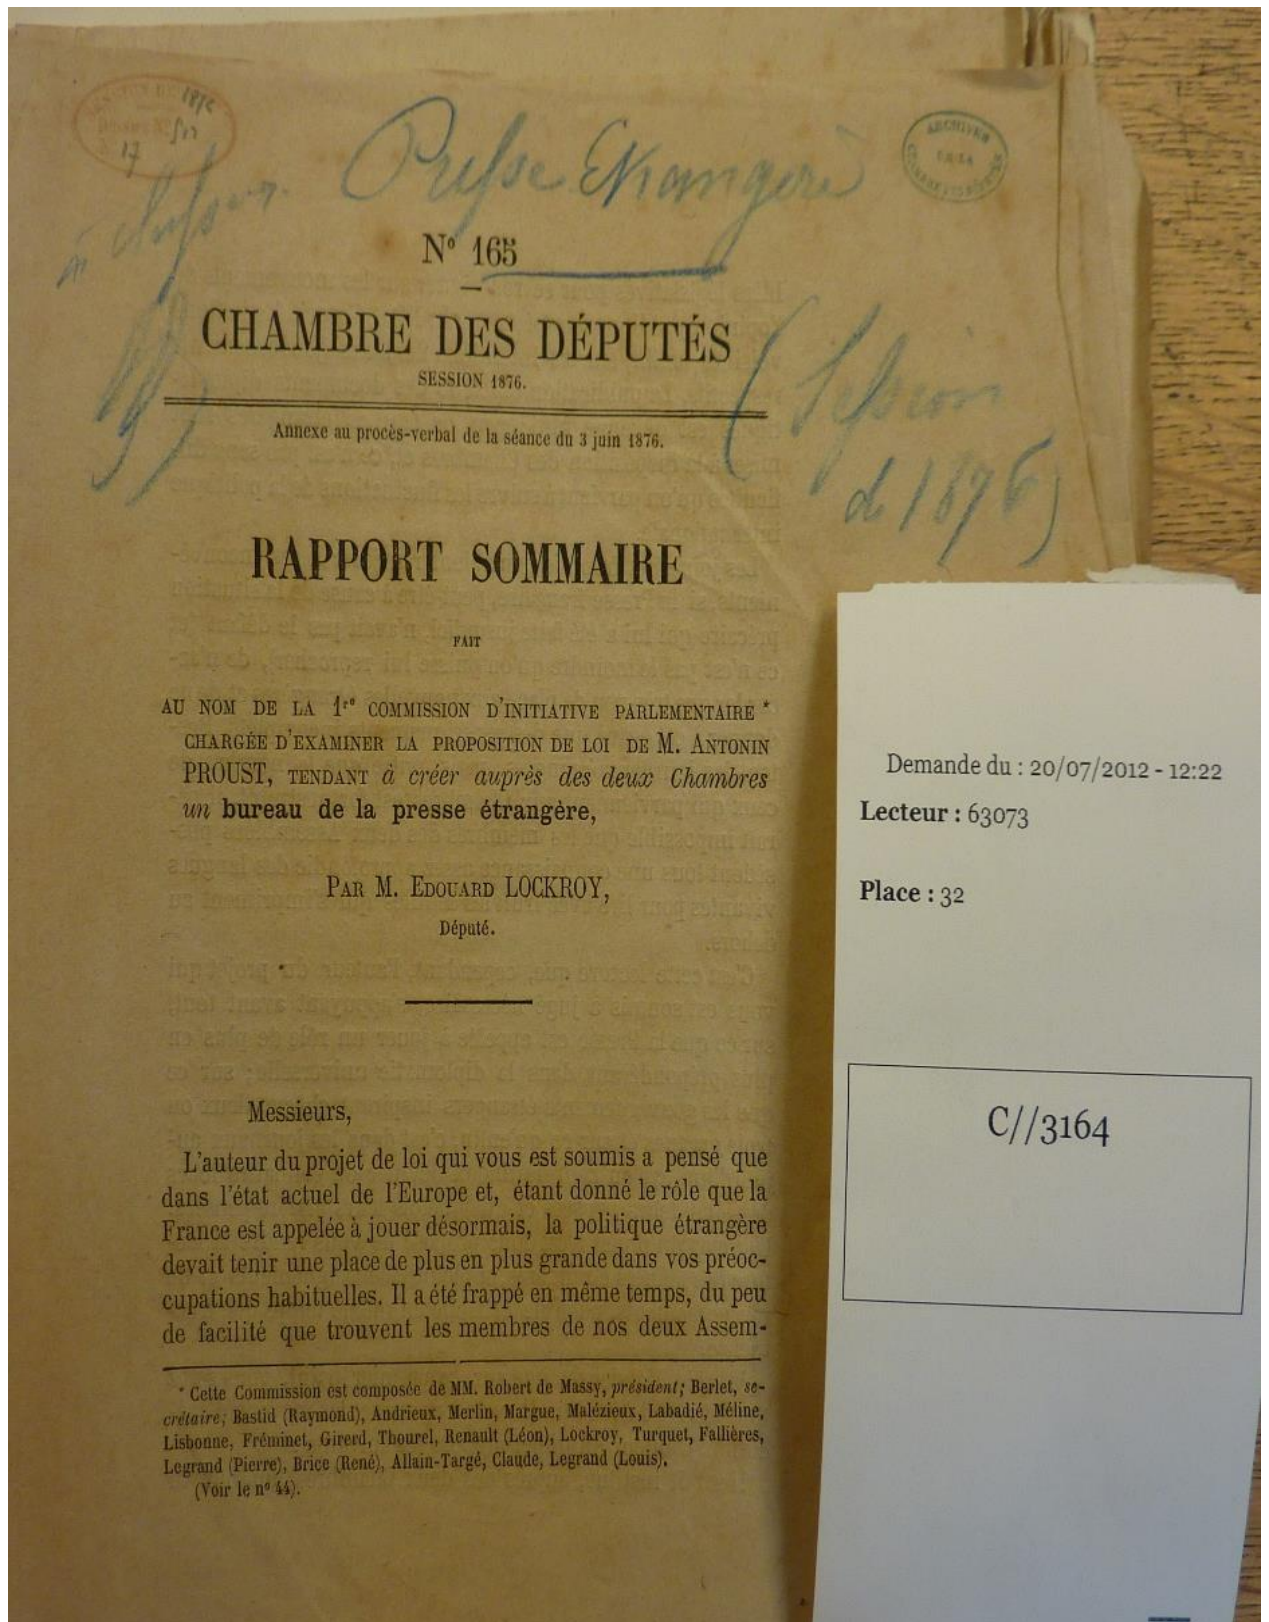 1876
17
Presse Etrangère
ARCHIVES
N° 165
CHAMBRE DES DÉPUTÉS
SESSION 1876.
(Session
de 1876)
Annexe au procès-verbal de la séance du 3 juin 1876.
RAPPORT SOMMAIRE
FAIT
AU NOM DE LA 1re COMMISSION D'INITIATIVE PARLEMENTAIRE *
CHARGÉE D'EXAMINER LA PROPOSITION DE LOI DE M. ANTONIN
PROUST, TENDANT à créer auprès des deux Chambres
un bureau de la presse étrangère,
PAR M. EDOUARD LOCKROY,
Député.
Messieurs,
L'auteur du projet de loi qui vous est soumis a pensé que
dans l'état actuel de l'Europe et, étant donné le rôle que la
France est appelée à jouer désormais, la politique étrangère
devait tenir une place de plus en plus grande dans vos préoc-
cupations habituelles. Il a été frappé en même temps, du peu
de facilité que trouvent les membres de nos deux Assem-
* Cette Commission est composée de MM. Robert de Massy, président; Berlet, se-
crétaire; Bastid (Raymond), Andrieux, Merlin, Margue, Malézieux, Labadié, Méline,
Lisbonne, Fréminet, Girerd, Thourel, Renault (Léon), Lockroy, Turquet, Fallières,
Legrand (Pierre), Brice (René), Allain-Targé, Claude, Legrand (Louis).
(Voir le n° 44).
Demande du : 20/07/2012 - 12:22
Lecteur : 63073
Place : 32
C//3164